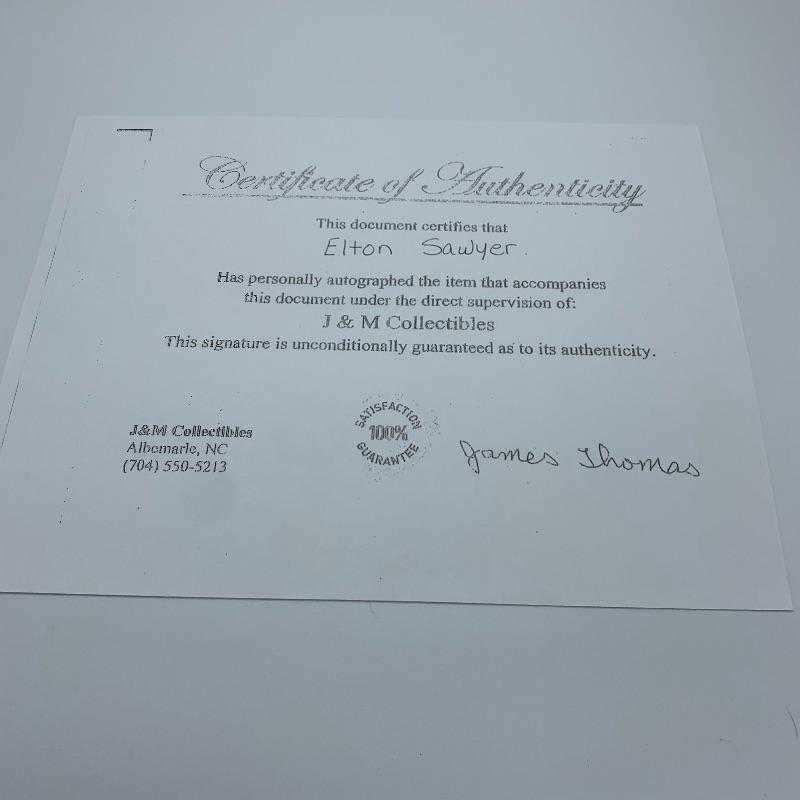 Certificate of Authenticity
This document certifies that
Elton Sawyer.
Has personally autographed the item that accompanies
this document under the direct supervision of:
J & M Collectibles
This signature is unconditionally guaranteed as to its authenticity.
J&M Collectibles
Albemarle, NC
(704) 550-5213
SATISFACTION
100%
GUARANTEE
James Thomas